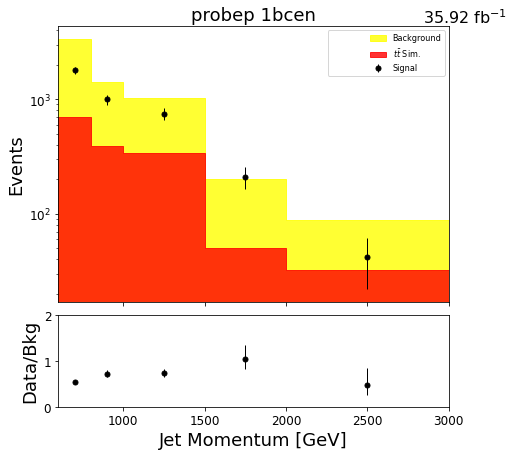 probep 1bcen
35.92 fb⁻¹
Background
tt̄ Sim.
Signal
Events
10³
10²
Data/Bkg
2
1
0
1000 1500 2000 2500 3000
Jet Momentum [GeV]